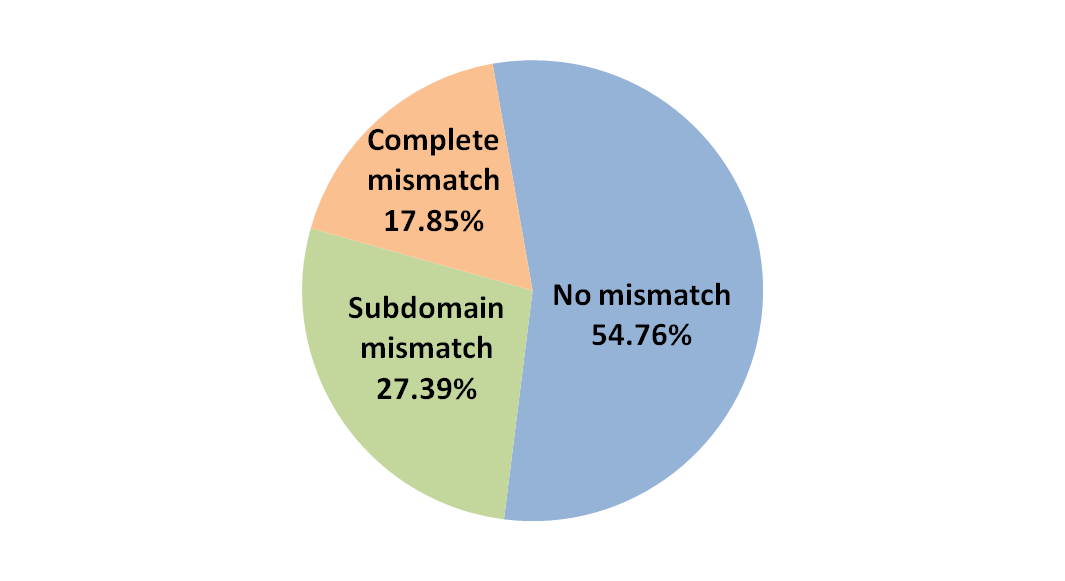 Complete
mismatch
17.85%
No mismatch
54.76%
Subdomain
mismatch
27.39%